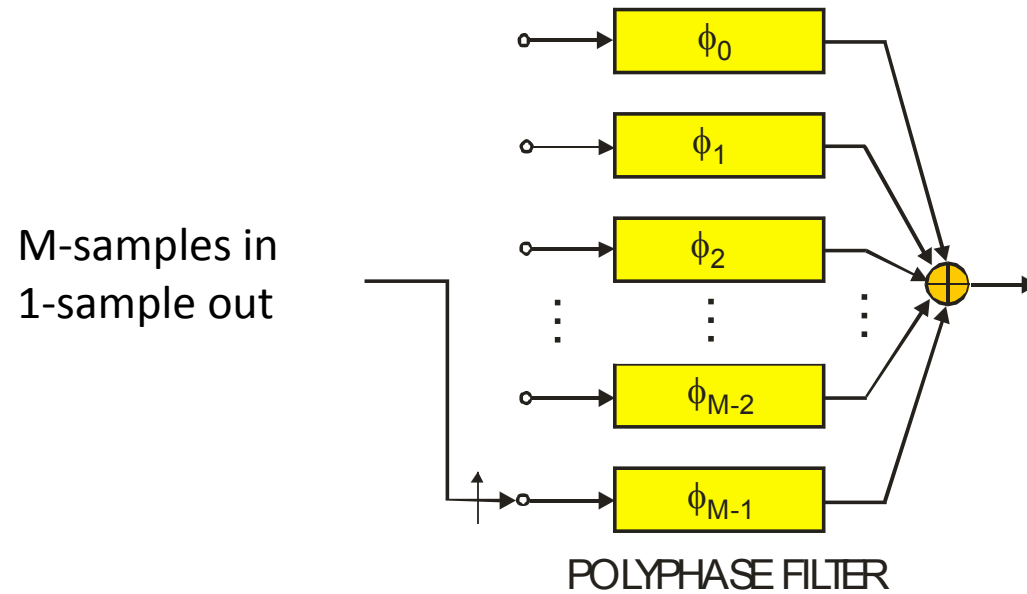 ϕ0
ϕ1
M-samples in
1-sample out
ϕ2
ϕM-2
ϕM-1
POLYPHASE FILTER